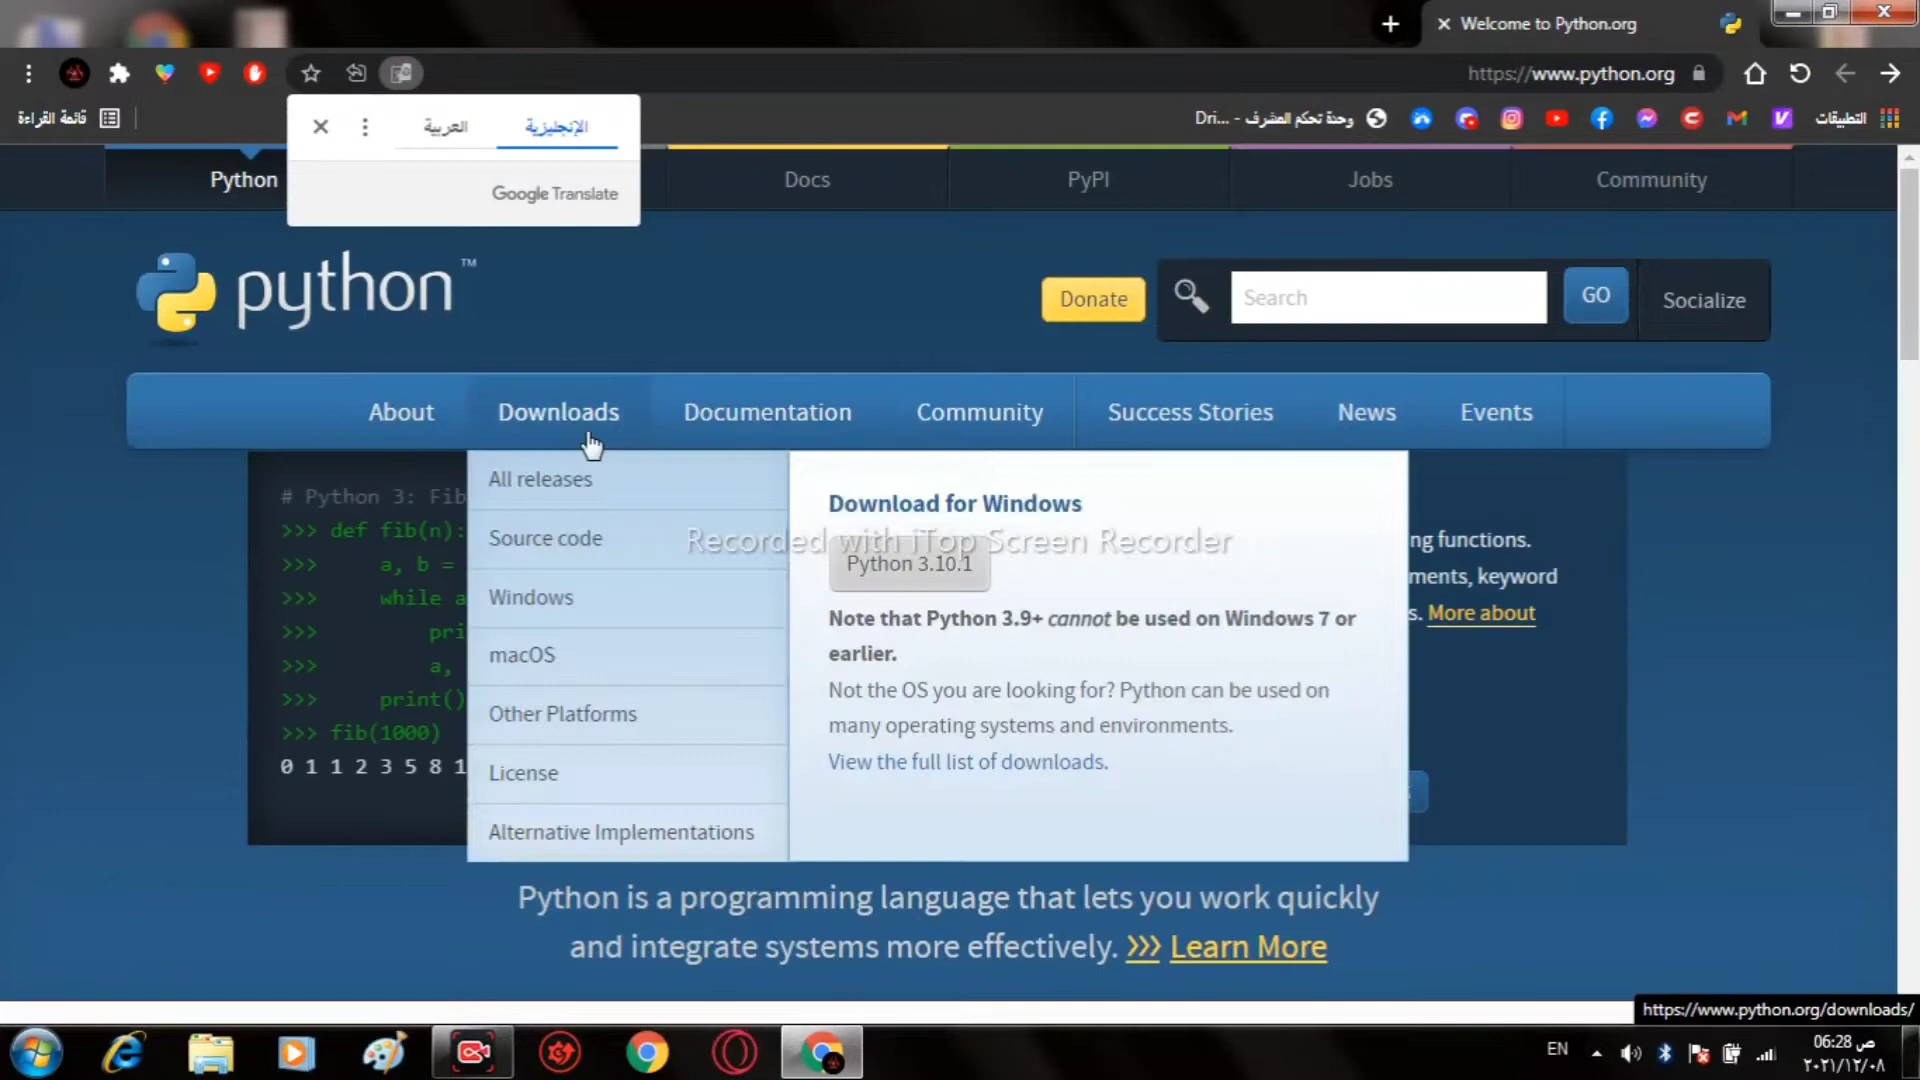 Welcome to Python.org
https://www.python.org
قائمة القراءة
وحدة تحكم المشرف - Dri...
التطبيقات
العربية
الإنجليزية
Google Translate
Python
Docs
PyPI
Jobs
Community
python™
Donate
Search
GO
Socialize
About
Downloads
Documentation
Community
Success Stories
News
Events
# Python 3: Fib
>>> def fib(n):
>>> a, b =
>>> while a
>>> pri
>>> a,
>>> print()
>>> fib(1000)
0 1 1 2 3 5 8 1
All releases
Source code
Windows
macOS
Other Platforms
License
Alternative Implementations
Download for Windows
Recorded with iTop Screen Recorder
Python 3.10.1
Note that Python 3.9+ cannot be used on Windows 7 or
earlier.
Not the OS you are looking for? Python can be used on
many operating systems and environments.
View the full list of downloads.
ng functions.
ments, keyword
s. More about
Python is a programming language that lets you work quickly
and integrate systems more effectively. >>> Learn More
https://www.python.org/downloads/
EN
06:28 ص
٢٠٢١/١٢/٠٨